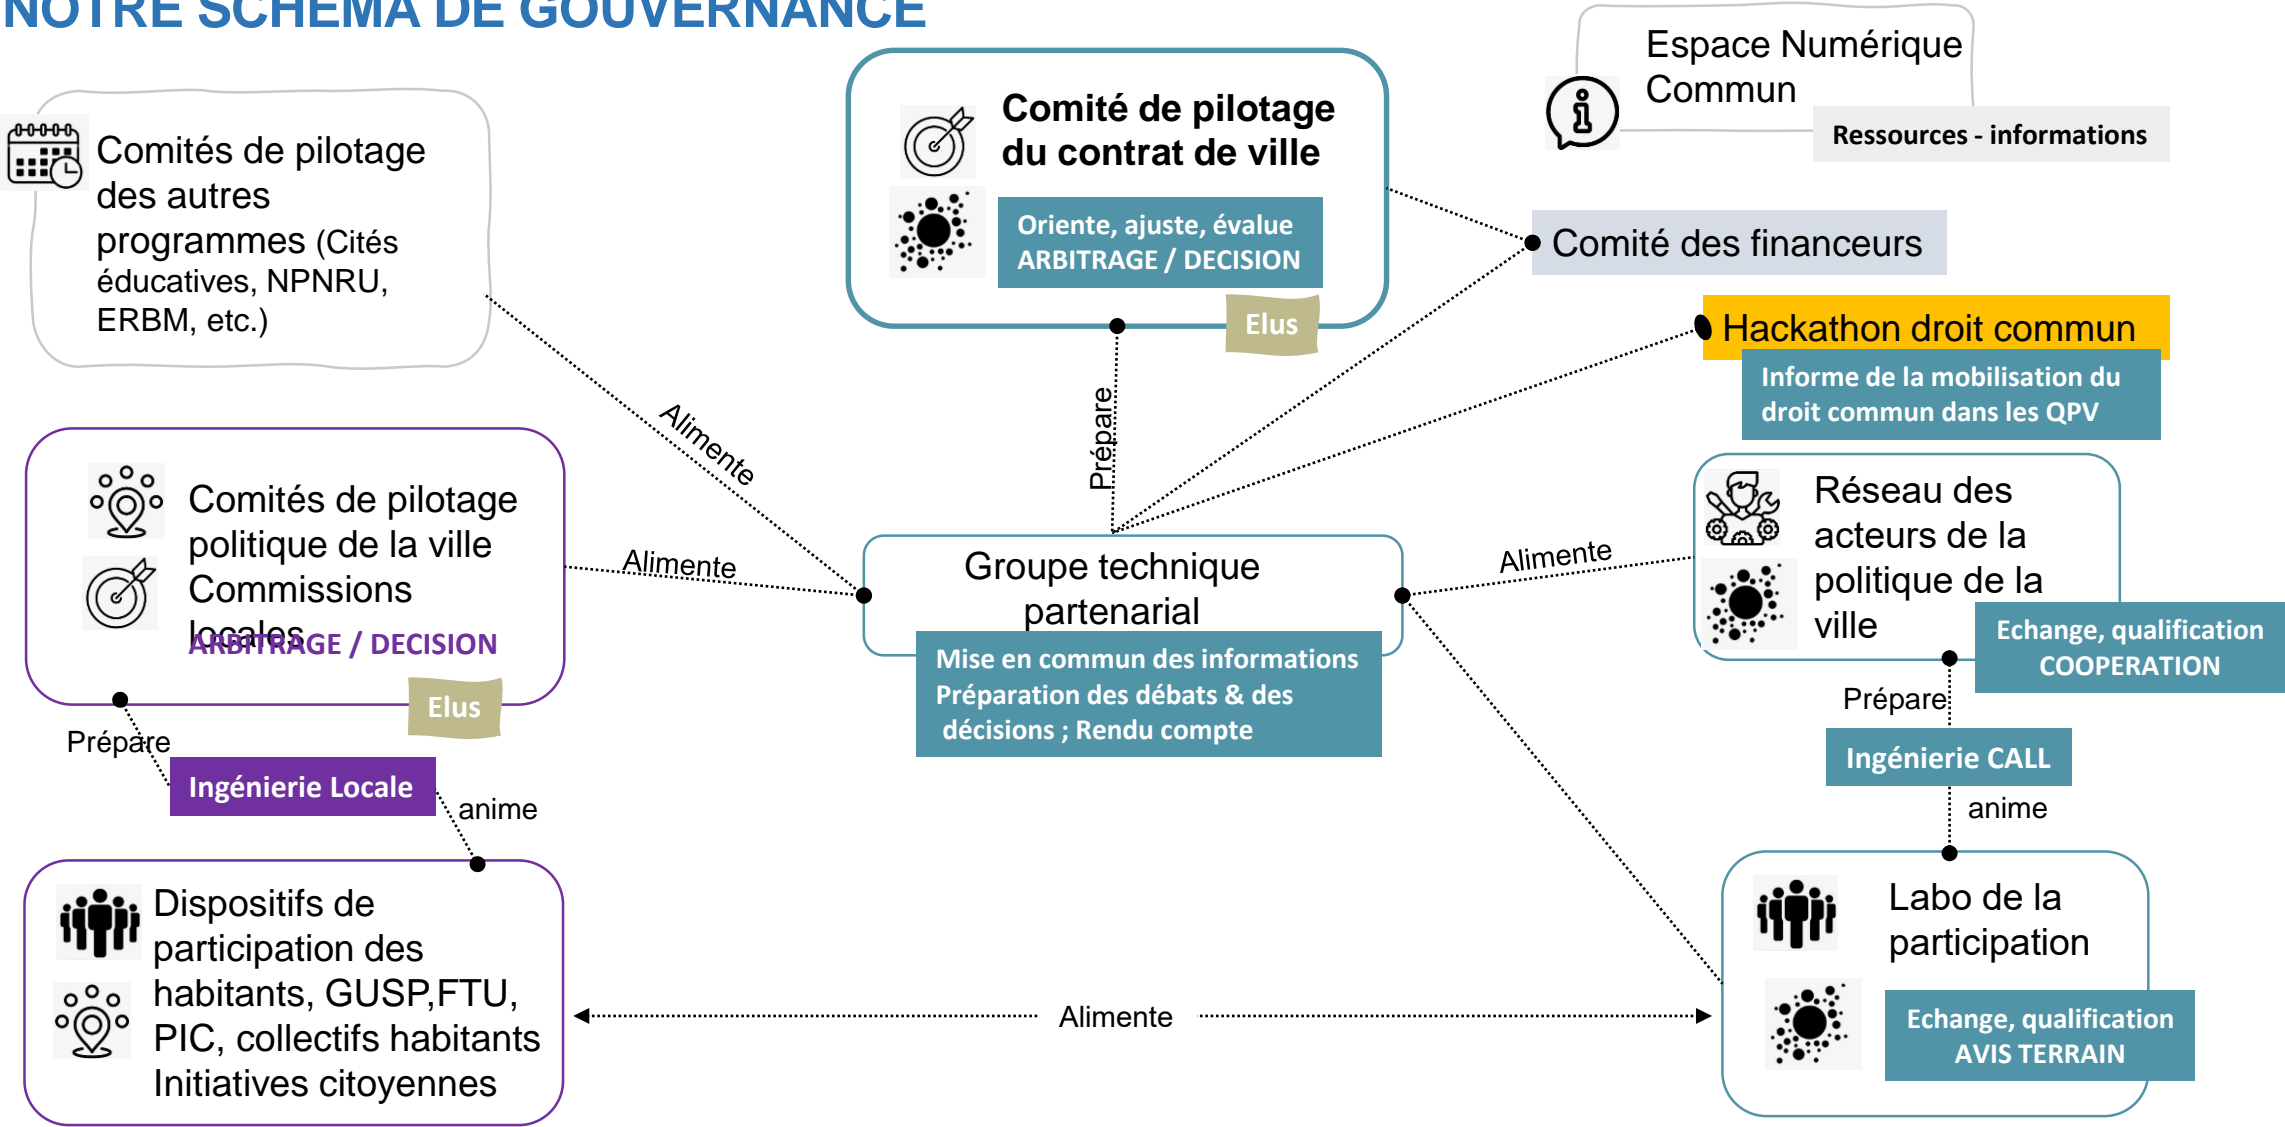 NOTRE SCHEMA DE GOUVERNANCE
Espace Numérique
Commun
Ressources - informations
Comités de pilotage
des autres
programmes (Cités
éducatives, NPNRU,
ERBM, etc.)
Comité de pilotage
du contrat de ville
Oriente, ajuste, évalue
ARBITRAGE / DECISION
Elus
Comité des financeurs
Hackathon droit commun
Informe de la mobilisation du
droit commun dans les QPV
Alimente
Prépare
Comités de pilotage
politique de la ville
Commissions
locales
ARBITRAGE / DECISION
Elus
Alimente
Groupe technique
partenarial
Mise en commun des informations
Préparation des débats & des
décisions ; Rendu compte
Alimente
Réseau des
acteurs de la
politique de la
ville
Echange, qualification
COOPERATION
Prépare
Ingénierie Locale
anime
Prépare
Ingénierie CALL
anime
Dispositifs de
participation des
habitants, GUSP,FTU,
PIC, collectifs habitants
Initiatives citoyennes
Alimente
Labo de la
participation
Echange, qualification
AVIS TERRAIN